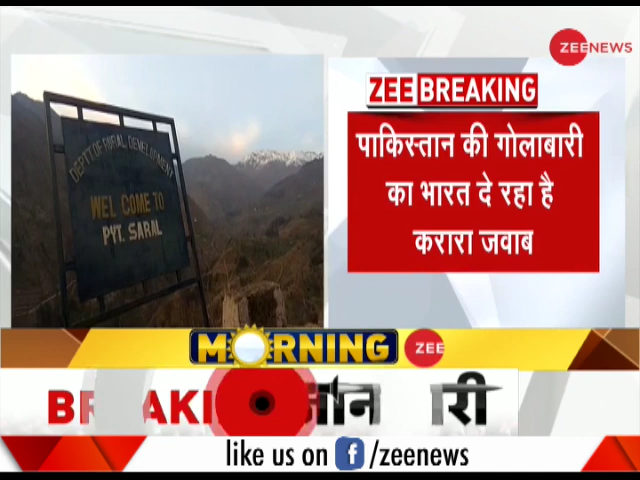 ZEENEWS
ZEE BREAKING
पाकिस्तान की गोलाबारी
का भारत दे रहा है
करारा जवाब
DEPTT OF RURAL DEVELOPMENT
WEL COME TO
PYT. SARAL
MORNING ZEE
like us on f/zeenews